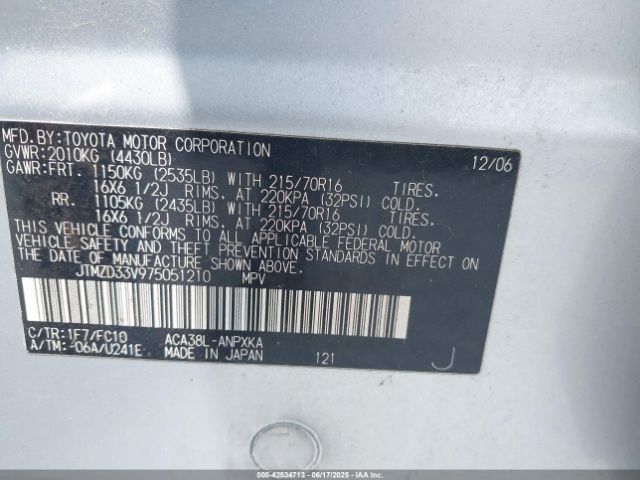 MFD.BY:TOYOTA MOTOR CORPORATION 12/06
GVWR:2010KG (4430LB)
GAWR:FRT. 1150KG (2535LB) WITH 215/70R16 TIRES.
16X6 1/2J RIMS. AT 220KPA (32PSI) COLD.
RR. 1105KG (2435LB) WITH 215/70R16 TIRES.
16X6 1/2J RIMS. AT 220KPA (32PSI) COLD.
THIS VEHICLE CONFORMS TO ALL APPLICABLE FEDERAL MOTOR
VEHICLE SAFETY AND THEFT PREVENTION STANDARDS IN EFFECT ON
THE DATE OF MANUFACTURE SHOWN ABOVE.
JTMZD33V975051210 MPV
C/TR:1F7/FC10 ACA38L-ANPXKA
A/TM:-06A/U241E MADE IN JAPAN 121 J
000-42534713 - 06/17/2025 - IAAI.COM